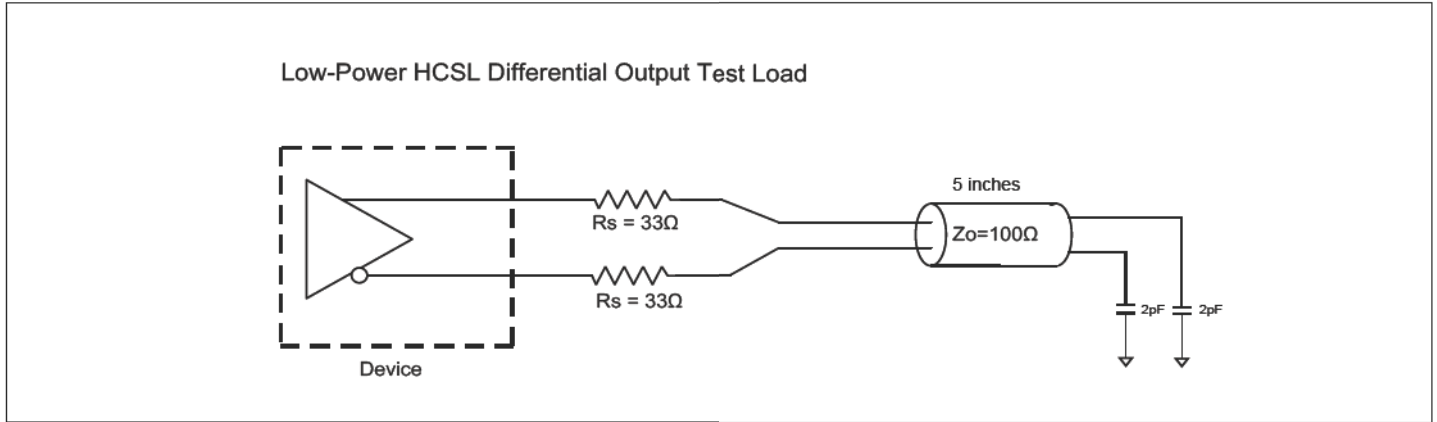 Low-Power HCSL Differential Output Test Load
5 inches
Rs = 33Ω
Zo=100Ω
Rs = 33Ω
2pF
2pF
Device